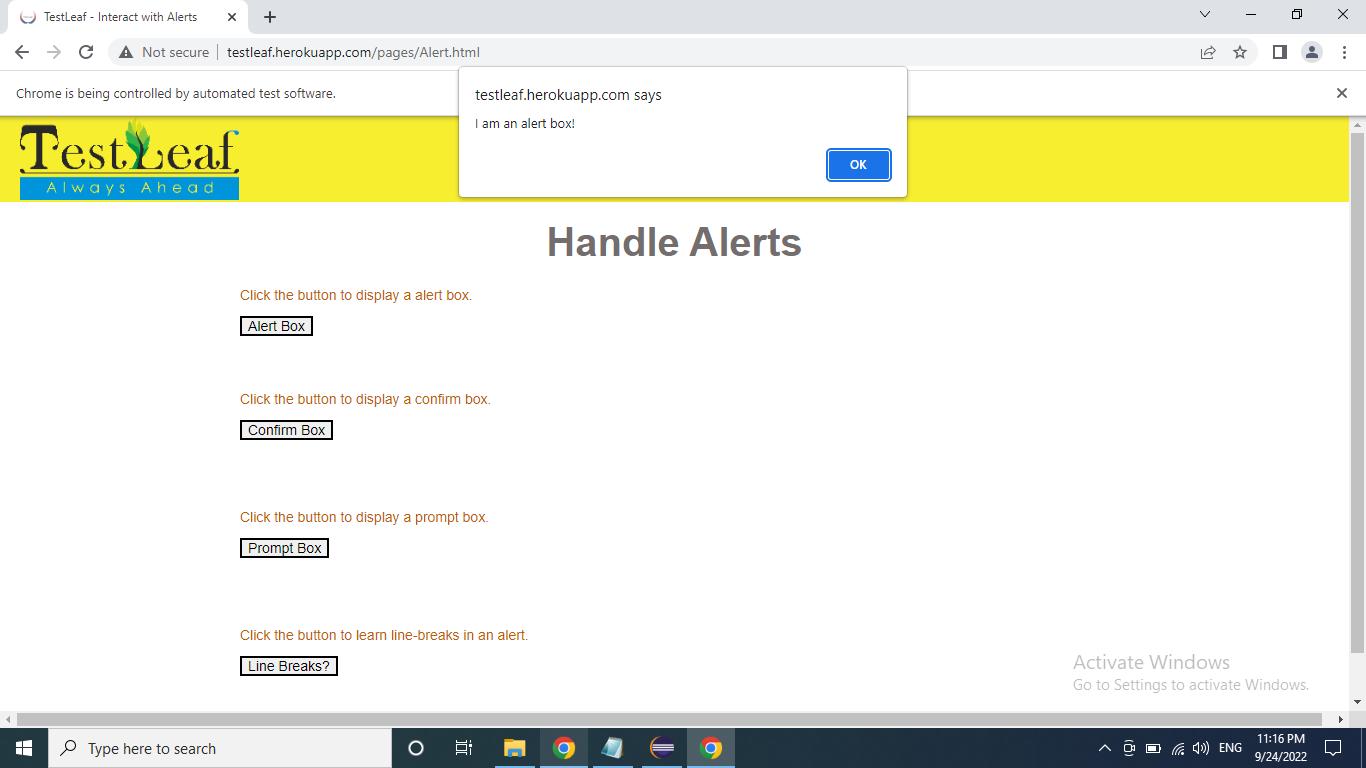 TestLeaf - Interact with Alerts
Not secure
testleaf.herokuapp.com/pages/Alert.html
Chrome is being controlled by automated test software.
testleaf.herokuapp.com says
I am an alert box!
OK
TestLeaf
Always Ahead
Handle Alerts
Click the button to display a alert box.
Alert Box
Click the button to display a confirm box.
Confirm Box
Click the button to display a prompt box.
Prompt Box
Click the button to learn line-breaks in an alert.
Line Breaks?
Activate Windows
Go to Settings to activate Windows.
Type here to search
ENG
11:16 PM
9/24/2022